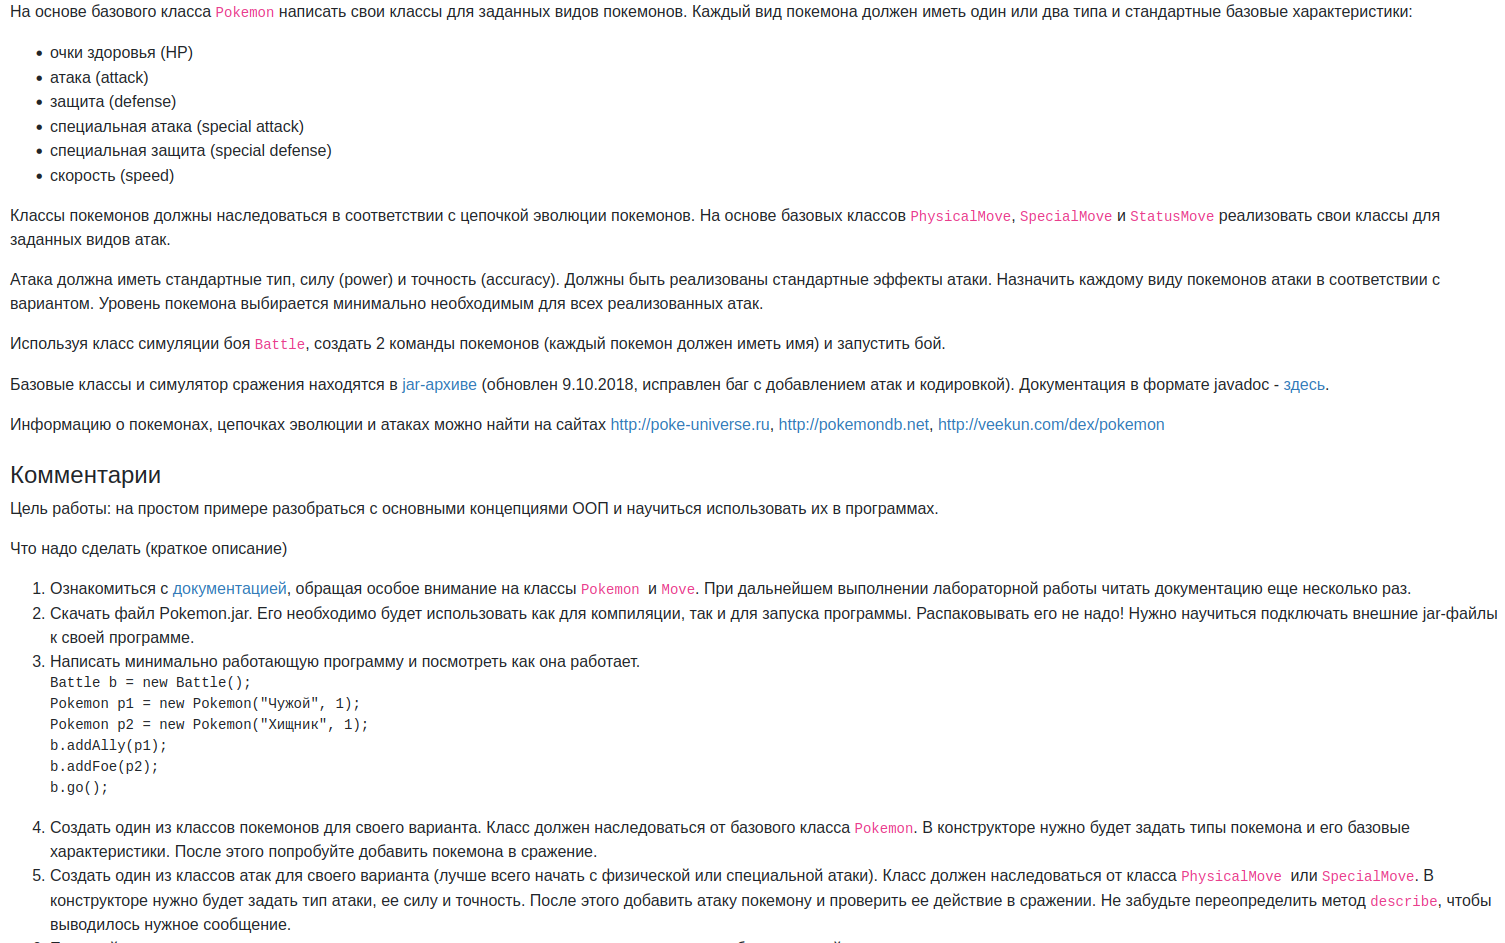 На основе базового класса Pokemon написать свои классы для заданных видов покемонов. Каждый вид покемона должен иметь один или два типа и стандартные базовые характеристики:
• очки здоровья (HP)
• атака (attack)
• защита (defense)
• специальная атака (special attack)
• специальная защита (special defense)
• скорость (speed)
Классы покемонов должны наследоваться в соответствии с цепочкой эволюции покемонов. На основе базовых классов PhysicalMove, SpecialMove и StatusMove реализовать свои классы для
заданных видов атак.
Атака должна иметь стандартные тип, силу (power) и точность (accuracy). Должны быть реализованы стандартные эффекты атаки. Назначить каждому виду покемонов атаки в соответствии с
вариантом. Уровень покемона выбирается минимально необходимым для всех реализованных атак.
Используя класс симуляции боя Battle, создать 2 команды покемонов (каждый покемон должен иметь имя) и запустить бой.
Базовые классы и симулятор сражения находятся в jar-архиве (обновлен 9.10.2018, исправлен баг с добавлением атак и кодировкой). Документация в формате javadoc - здесь.
Информацию о покемонах, цепочках эволюции и атаках можно найти на сайтах http://poke-universe.ru, http://pokemondb.net, http://veekun.com/dex/pokemon
Комментарии
Цель работы: на простом примере разобраться с основными концепциями ООП и научиться использовать их в программах.
Что надо сделать (краткое описание)
1. Ознакомиться с документацией, обращая особое внимание на классы Pokemon и Move. При дальнейшем выполнении лабораторной работы читать документацию еще несколько раз.
2. Скачать файл Pokemon.jar. Его необходимо будет использовать как для компиляции, так и для запуска программы. Распаковывать его не надо! Нужно научиться подключать внешние jar-файлы
к своей программе.
3. Написать минимально работающую программу и посмотреть как она работает.
Battle b = new Battle();
Pokemon p1 = new Pokemon("Чужой", 1);
Pokemon p2 = new Pokemon("Хищник", 1);
b.addAlly(p1);
b.addFoe(p2);
b.go();
4. Создать один из классов покемонов для своего варианта. Класс должен наследоваться от базового класса Pokemon. В конструкторе нужно будет задать типы покемона и его базовые
характеристики. После этого попробуйте добавить покемона в сражение.
5. Создать один из классов атак для своего варианта (лучше всего начать с физической или специальной атаки). Класс должен наследоваться от класса PhysicalMove или SpecialMove. В
конструкторе нужно будет задать тип атаки, ее силу и точность. После этого добавить атаку покемону и проверить ее действие в сражении. Не забудьте переопределить метод describe, чтобы
выводилось нужное сообщение.